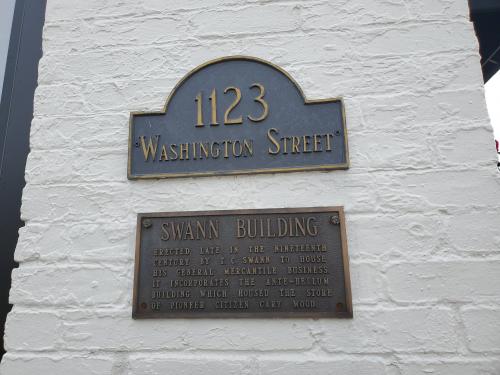 1123
WASHINGTON STREET
SWANN BUILDING
ERECTED LATE IN THE NINETEENTH
CENTURY BY T. C. SWANN TO HOUSE
HIS GENERAL MERCANTILE BUSINESS.
IT INCORPORATES THE ANTE-BELLUM
BUILDING WHICH HOUSED THE STORE
OF PIONEER CITIZEN CARY WOOD.